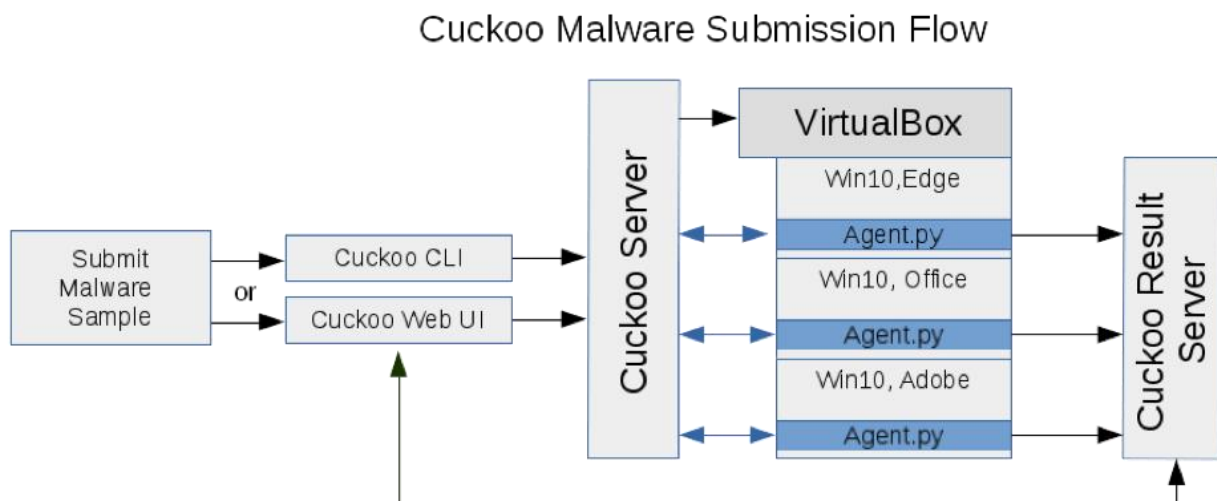 Cuckoo Malware Submission Flow
Submit
Malware
Sample
or
Cuckoo CLI
Cuckoo Web UI
Cuckoo Server
VirtualBox
Win10,Edge
Agent.py
Win10, Office
Agent.py
Win10, Adobe
Agent.py
Cuckoo Result
Server